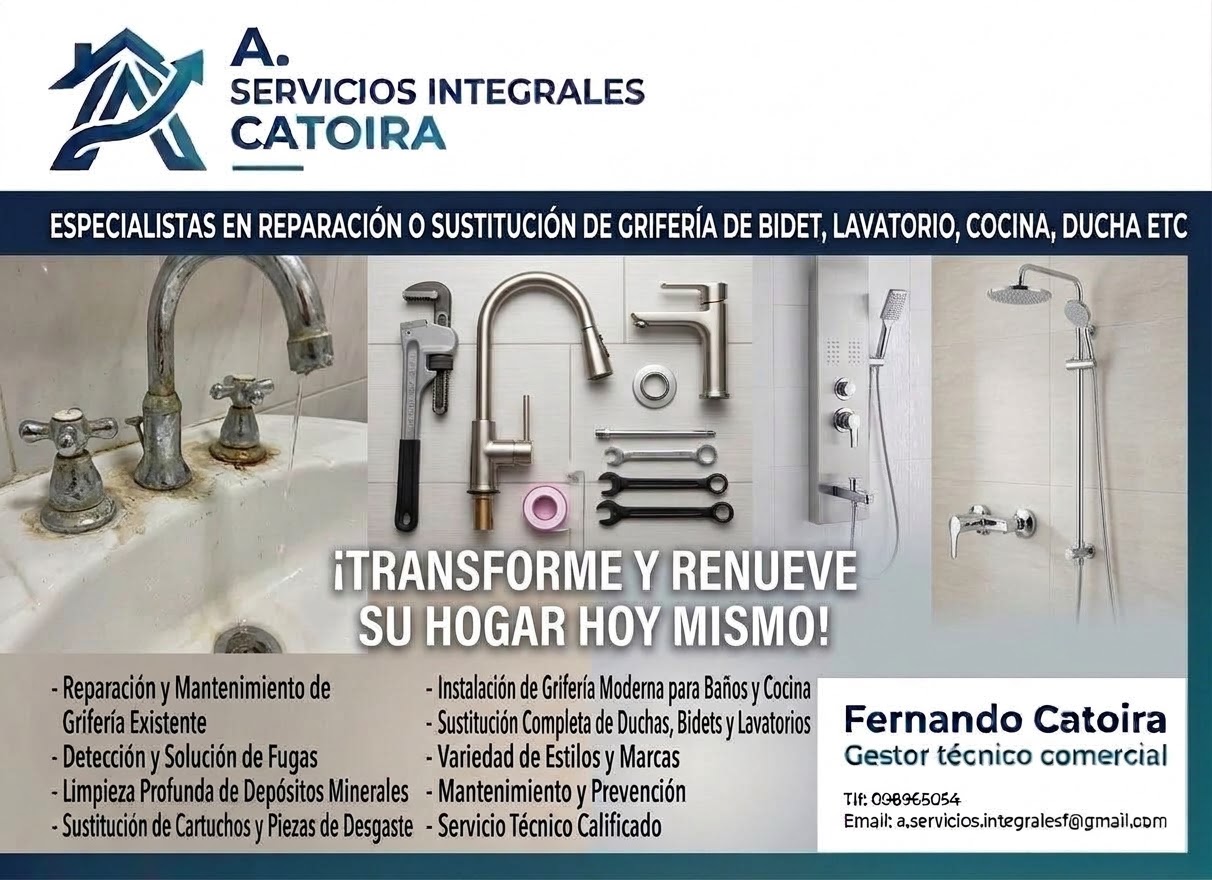 A.
SERVICIOS INTEGRALES
CATOIRA
ESPECIALISTAS EN REPARACIÓN O SUSTITUCIÓN DE GRIFERÍA DE BIDET, LAVATORIO, COCINA, DUCHA ETC
¡TRANSFORME Y RENUEVE
SU HOGAR HOY MISMO!
- Reparación y Mantenimiento de
Grifería Existente
- Detección y Solución de Fugas
- Limpieza Profunda de Depósitos Minerales
- Sustitución de Cartuchos y Piezas de Desgaste
- Instalación de Grifería Moderna para Baños y Cocina
- Sustitución Completa de Duchas, Bidets y Lavatorios
- Variedad de Estilos y Marcas
- Mantenimiento y Prevención
- Servicio Técnico Calificado
Fernando Catoira
Gestor técnico comercial
Tlf: 098965054
Email: a.servicios.integralesf@gmail.com